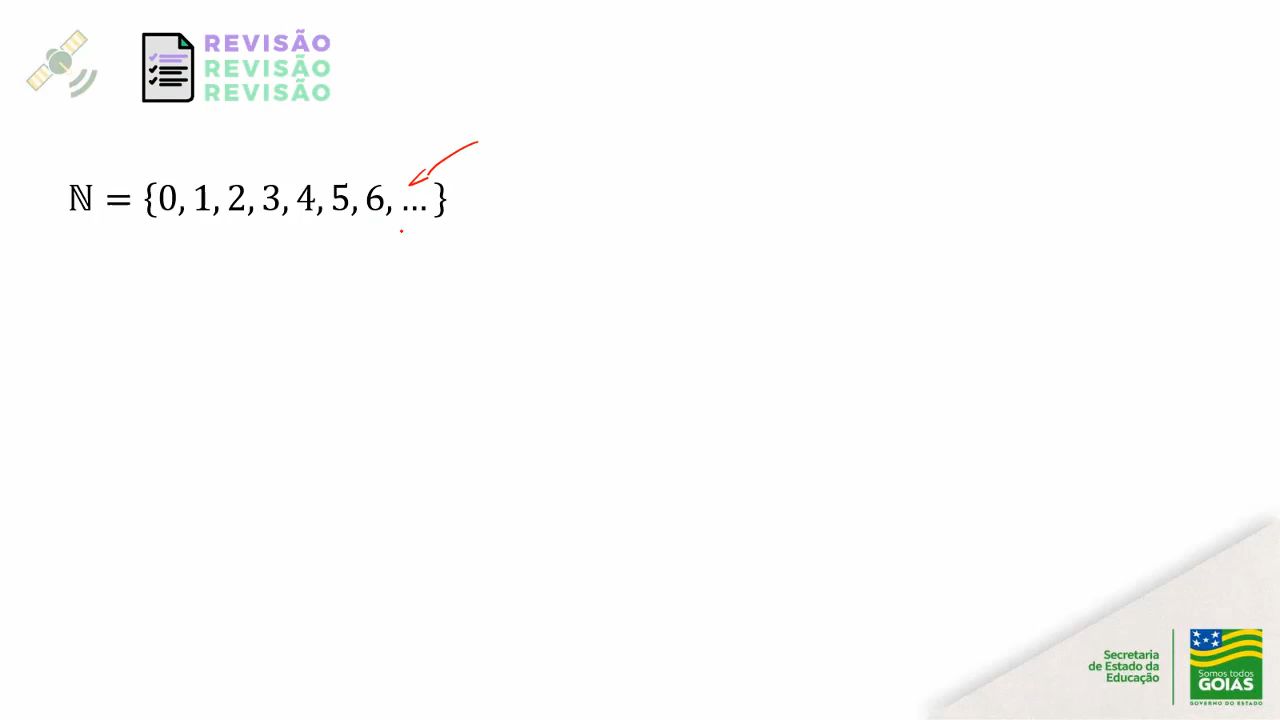 REVISÃO
REVISÃO
REVISÃO
ℕ = {0, 1, 2, 3, 4, 5, 6, … }
Secretaria
de Estado da
Educação
Somos todos
GOIÁS
GOVERNO DO ESTADO